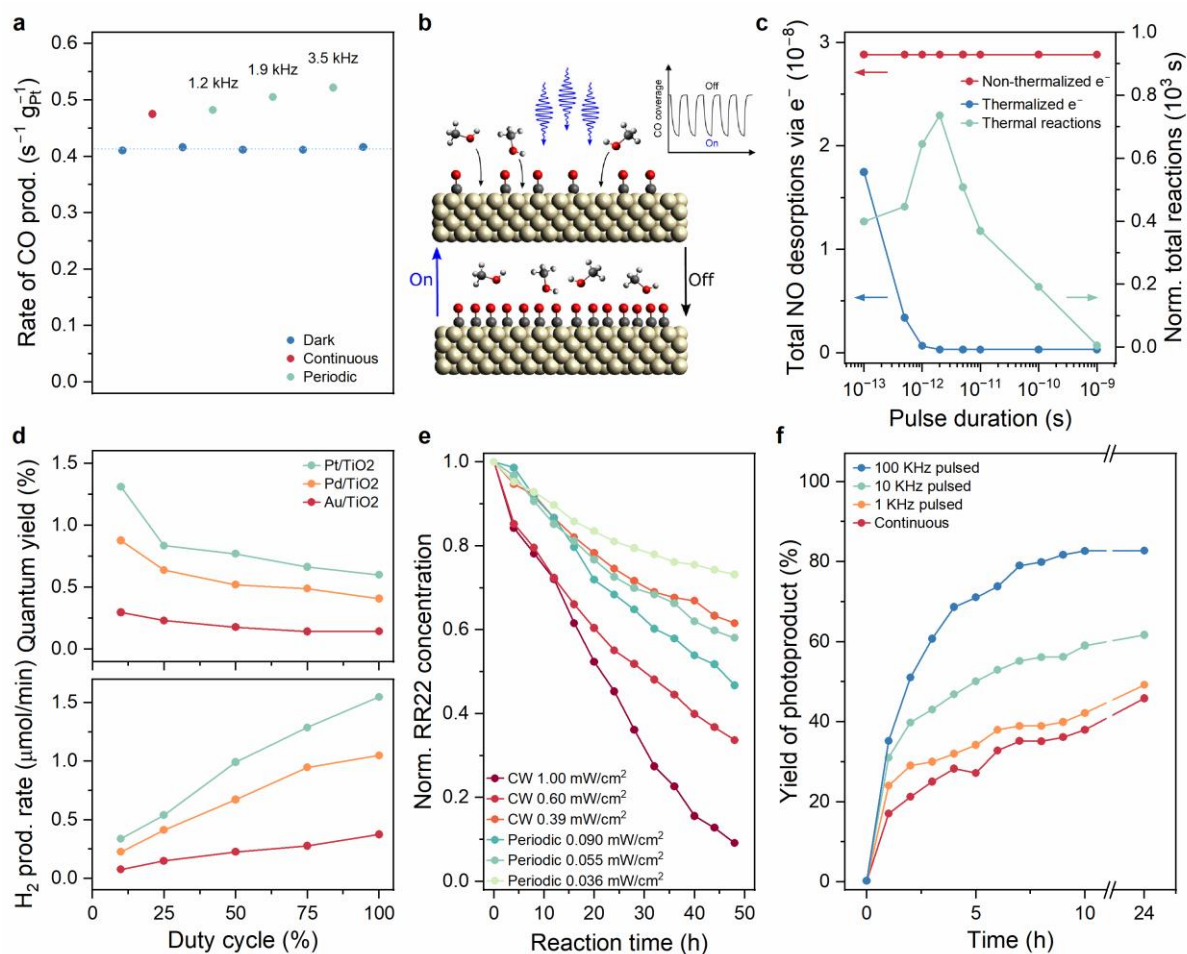 a
Rate of CO prod. (s⁻¹ gₚₜ⁻¹)
0.6
0.5
0.4
0.3
0.2
0.1
0.0
1.2 kHz
1.9 kHz
3.5 kHz
Dark
Continuous
Periodic
b
CO coverage
Off
On
On
Off
c
Total NO desorptions via e⁻ (10⁻⁸)
3
2
1
0
Non-thermalized e⁻
Thermalized e⁻
Thermal reactions
1.0
0.8
0.6
0.4
0.2
0.0
Norm. total reactions (10³ s)
10⁻¹³
10⁻¹²
10⁻¹¹
10⁻¹⁰
10⁻⁹
Pulse duration (s)
d
Quantum yield (%)
1.5
1.0
0.5
0.0
Pt/TiO2
Pd/TiO2
Au/TiO2
H₂ prod. rate (μmol/min)
1.5
1.0
0.5
0.0
0
25
50
75
100
Duty cycle (%)
e
Norm. RR22 concentration
1.0
0.8
0.6
0.4
0.2
0.0
CW 1.00 mW/cm²
CW 0.60 mW/cm²
CW 0.39 mW/cm²
Periodic 0.090 mW/cm²
Periodic 0.055 mW/cm²
Periodic 0.036 mW/cm²
0
10
20
30
40
50
Reaction time (h)
f
Yield of photoproduct (%)
100
80
60
40
20
0
100 KHz pulsed
10 KHz pulsed
1 KHz pulsed
Continuous
0
5
10
24
Time (h)